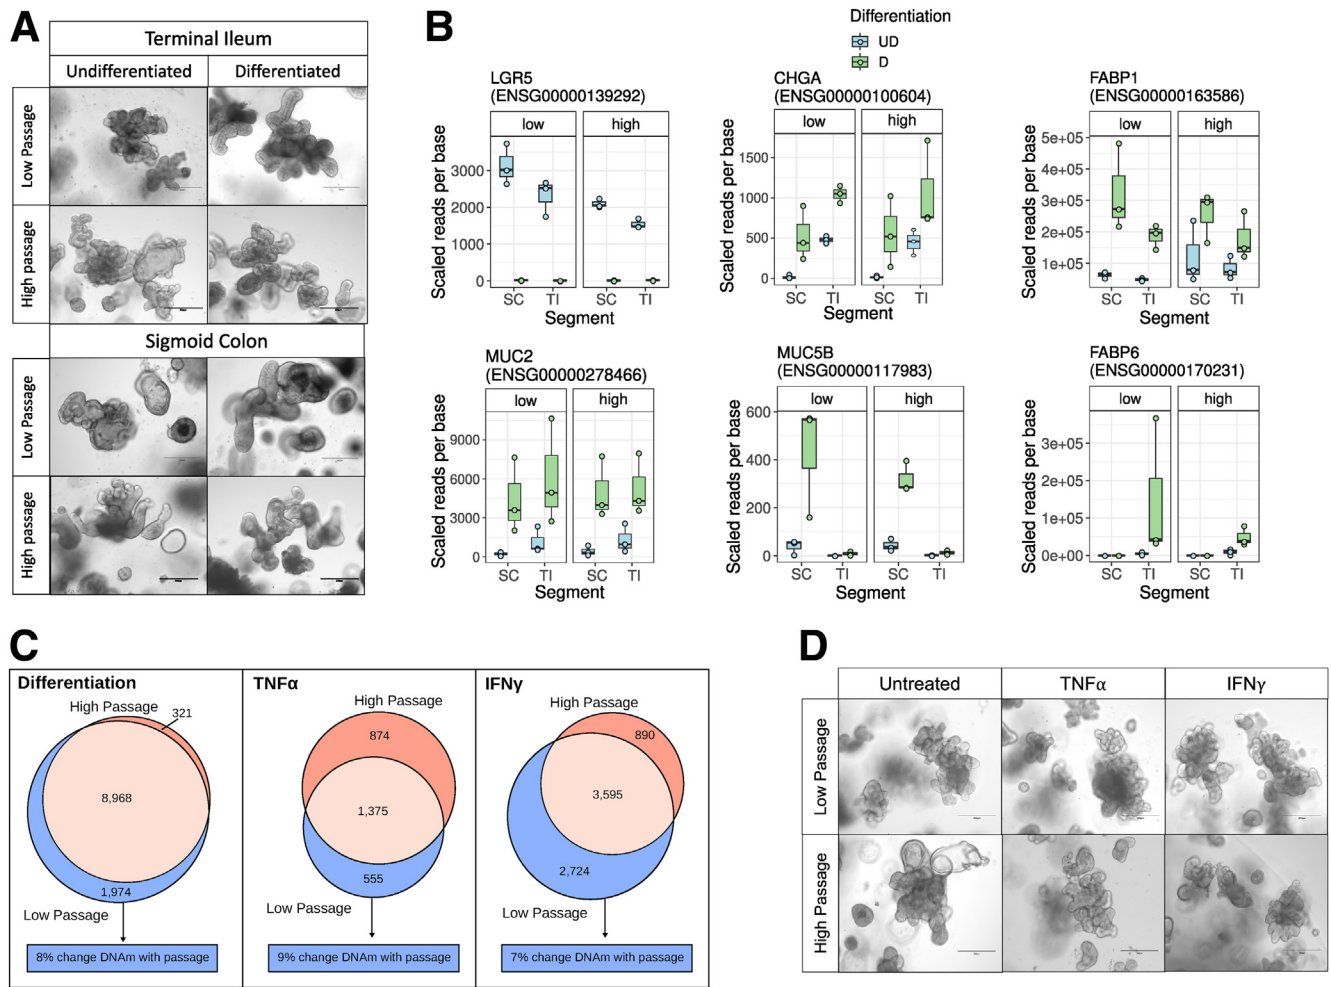 A
Terminal Ileum
Undifferentiated
Differentiated
Low Passage
High passage
Sigmoid Colon
Low Passage
High passage
B
Differentiation
UD
D
LGR5
(ENSG00000139292)
low
high
Scaled reads per base
3000
2000
1000
0
SC
TI
SC
TI
Segment
CHGA
(ENSG00000100604)
low
high
Scaled reads per base
1500
1000
500
0
SC
TI
SC
TI
Segment
FABP1
(ENSG00000163586)
low
high
Scaled reads per base
5e+05
4e+05
3e+05
2e+05
1e+05
SC
TI
SC
TI
Segment
MUC2
(ENSG00000278466)
low
high
Scaled reads per base
9000
6000
3000
0
SC
TI
SC
TI
Segment
MUC5B
(ENSG00000117983)
low
high
Scaled reads per base
600
400
200
0
SC
TI
SC
TI
Segment
FABP6
(ENSG00000170231)
low
high
Scaled reads per base
3e+05
2e+05
1e+05
0e+00
SC
TI
SC
TI
Segment
C
Differentiation
High Passage
321
8,968
1,974
Low Passage
8% change DNAm with passage
TNFα
High Passage
874
1,375
555
Low Passage
9% change DNAm with passage
IFNγ
High Passage
890
3,595
2,724
Low Passage
7% change DNAm with passage
D
Untreated
TNFα
IFNγ
Low Passage
High Passage